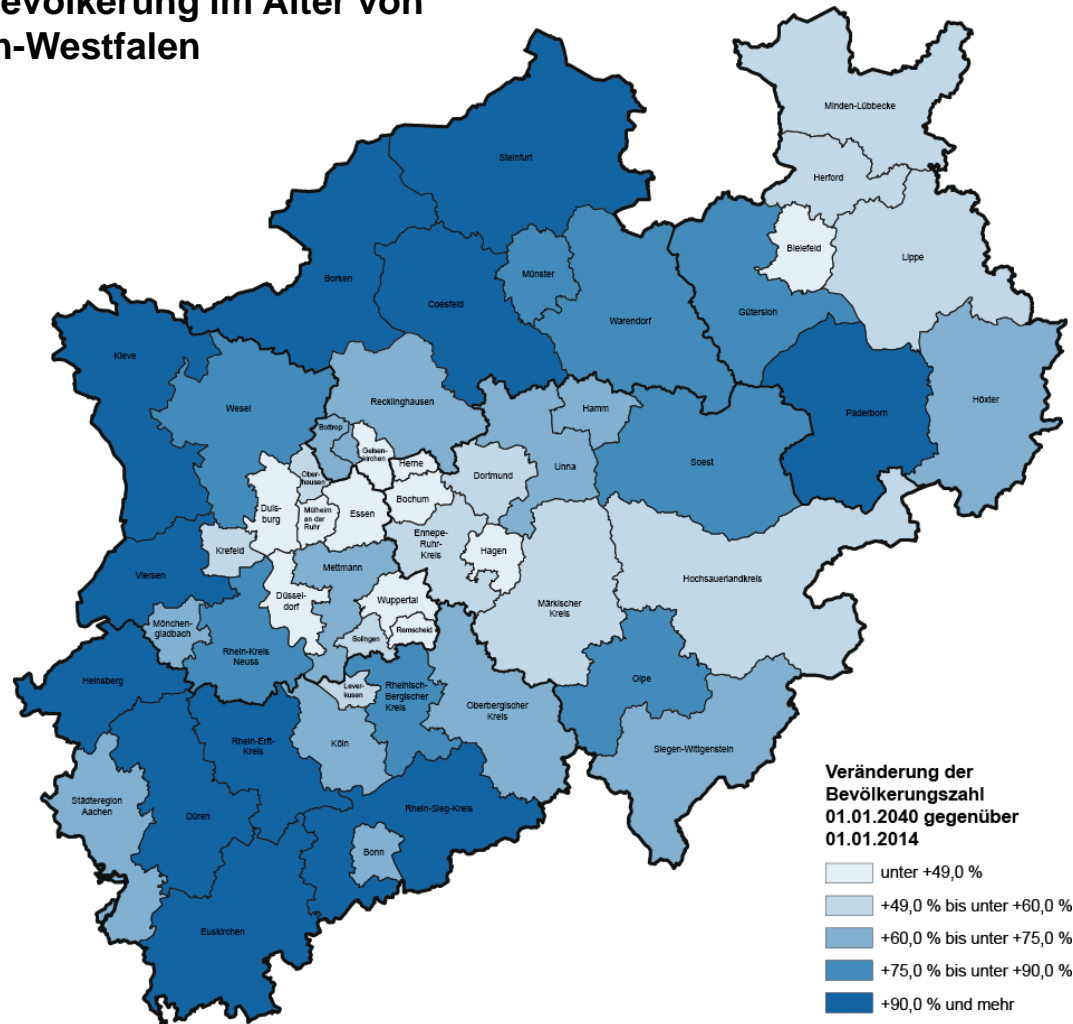 evölkerung im Alter von
n-Westfalen
Minden-Lübbecke
Steinfurt
Herford
Bielefeld
Lippe
Borken
Münster
Coesfeld
Warendorf
Gütersloh
Kleve
Paderborn
Höxter
Wesel
Recklinghausen
Hamm
Bottrop
Gelsen-
kirchen
Herne
Unna
Soest
Ober-
hausen
Dortmund
Bochum
Duis-
burg
Mülheim
an der
Ruhr
Essen
Ennepe-
Ruhr-
Kreis
Hagen
Krefeld
Mettmann
Viersen
Düssel-
dorf
Wuppertal
Märkischer
Kreis
Hochsauerlandkreis
Mönchen-
gladbach
Solingen
Remscheid
Rhein-Kreis
Neuss
Heinsberg
Lever-
kusen
Rheinisch-
Bergischer
Kreis
Olpe
Oberbergischer
Kreis
Rhein-Erft-
Kreis
Köln
Siegen-Wittgenstein
Städteregion
Aachen
Düren
Rhein-Sieg-Kreis
Bonn
Euskirchen
Veränderung der
Bevölkerungszahl
01.01.2040 gegenüber
01.01.2014
unter +49,0 %
+49,0 % bis unter +60,0 %
+60,0 % bis unter +75,0 %
+75,0 % bis unter +90,0 %
+90,0 % und mehr